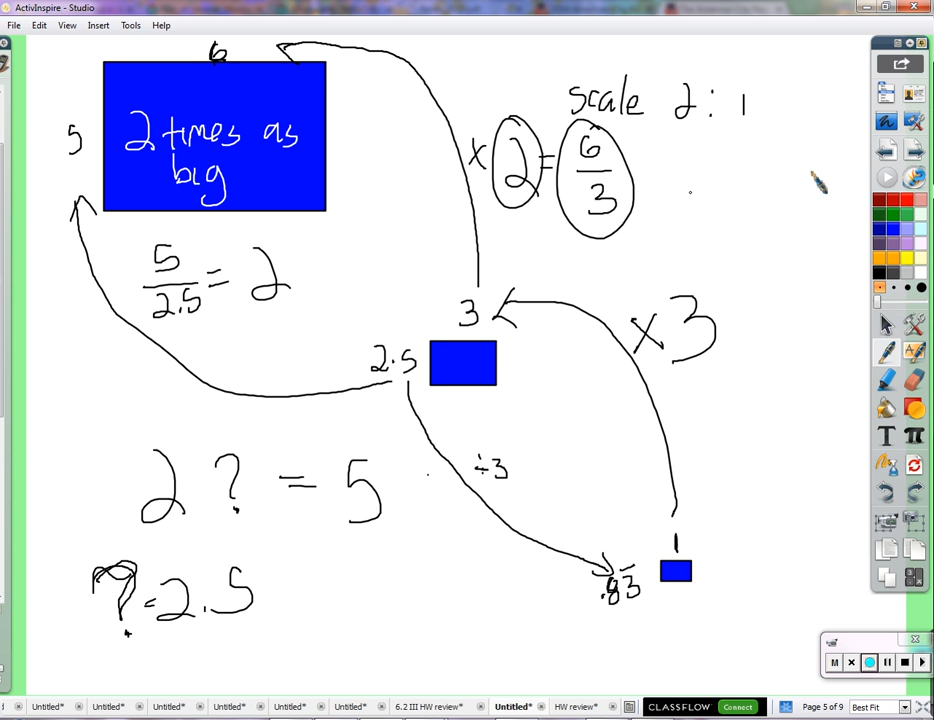 ActivInspire - Studio
File Edit View Insert Tools Help
6
scale 2:1
5
2 times as
big
x 2 = 6/3
5/2.5 = 2
3
x3
2.5
2 ? = 5
÷3
1
.83̅
? = 2.5
M
Untitled* Untitled* Untitled* Untitled* Untitled* Untitled* 6.2 III HW review* Untitled* HW review* CLASSFLOW Connect Page 5 of 9 Best Fit